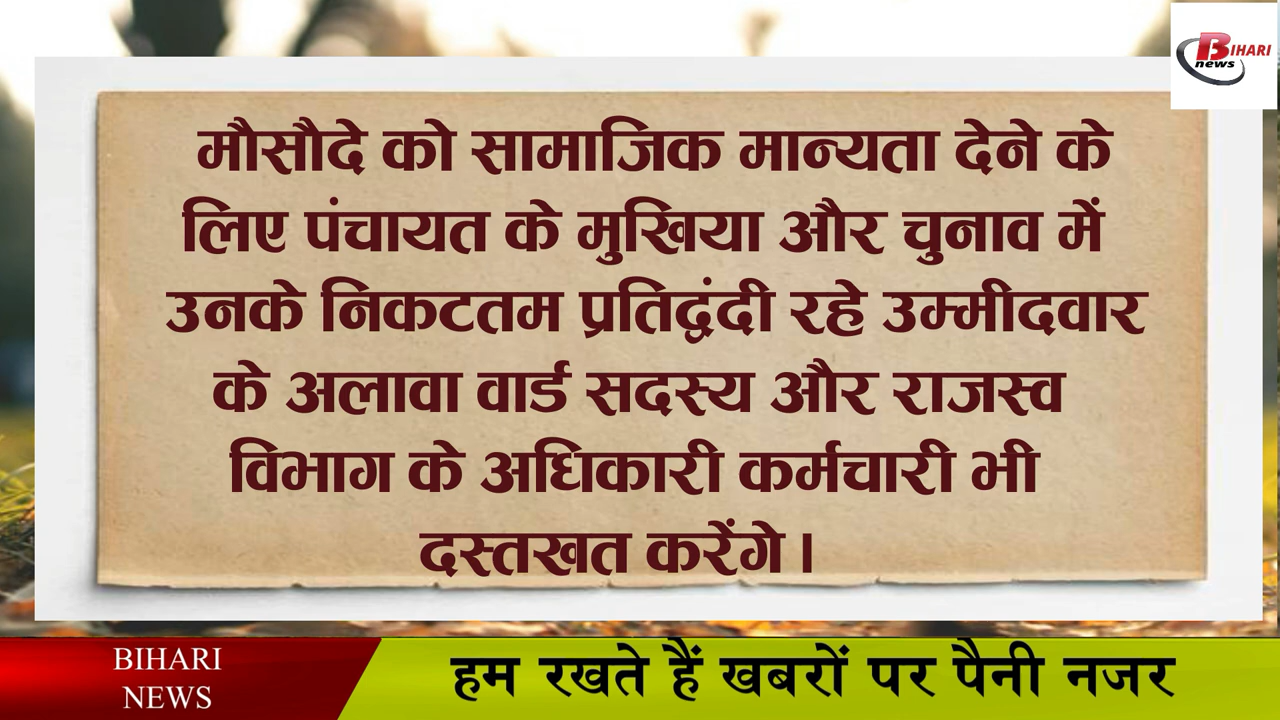 BIHARI
news
मौसौदे को सामाजिक मान्यता देने के
लिए पंचायत के मुखिया और चुनाव में
उनके निकटतम प्रतिद्वंदी रहे उम्मीदवार
के अलावा वार्ड सदस्य और राजस्व
विभाग के अधिकारी कर्मचारी भी
दस्तखत करेंगे।
BIHARI
NEWS
हम रखते हैं खबरों पर पैनी नजर